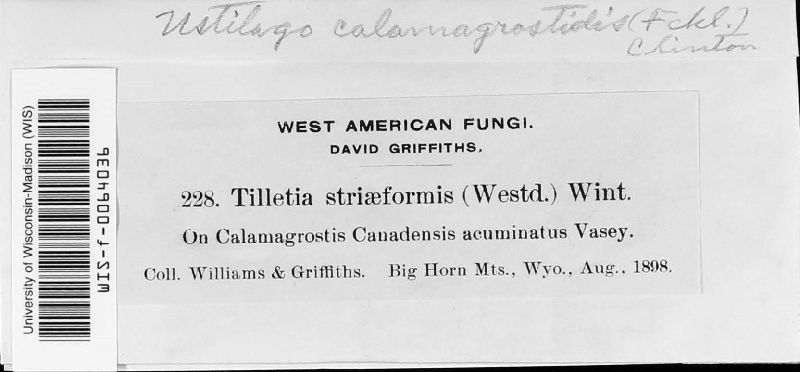 Ustilago calamagrostidis (Fckl.)
Clinton
WEST AMERICAN FUNGI.
DAVID GRIFFITHS.
228. Tilletia striæformis (Westd.) Wint.
On Calamagrostis Canadensis acuminatus Vasey.
Coll. Williams & Griffiths. Big Horn Mts., Wyo., Aug., 1898.
University of Wisconsin-Madison (WIS)
WIS-f-0064036